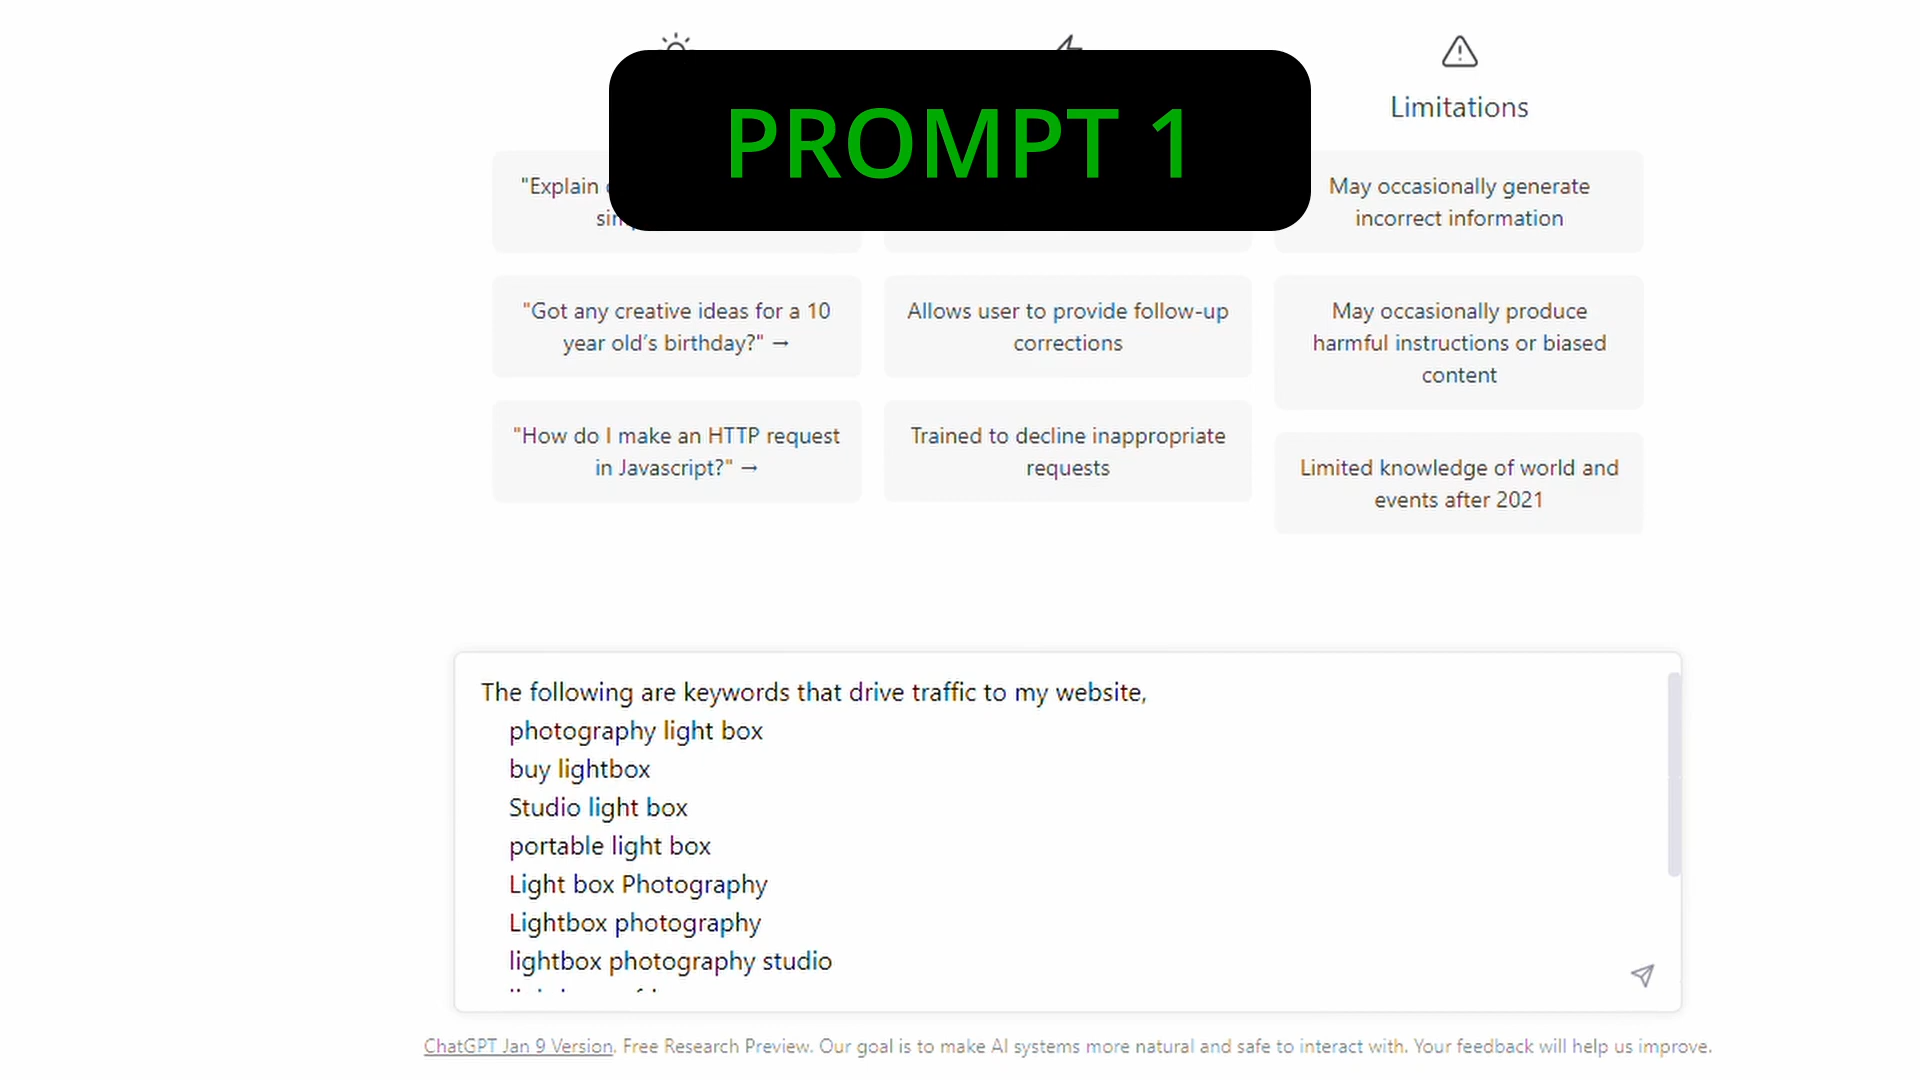 PROMPT 1
Limitations
"Explain
May occasionally generate
incorrect information
"Got any creative ideas for a 10
year old's birthday?" →
Allows user to provide follow-up
corrections
May occasionally produce
harmful instructions or biased
content
"How do I make an HTTP request
in Javascript?" →
Trained to decline inappropriate
requests
Limited knowledge of world and
events after 2021
The following are keywords that drive traffic to my website,
photography light box
buy lightbox
Studio light box
portable light box
Light box Photography
Lightbox photography
lightbox photography studio
ChatGPT Jan 9 Version. Free Research Preview. Our goal is to make AI systems more natural and safe to interact with. Your feedback will help us improve.